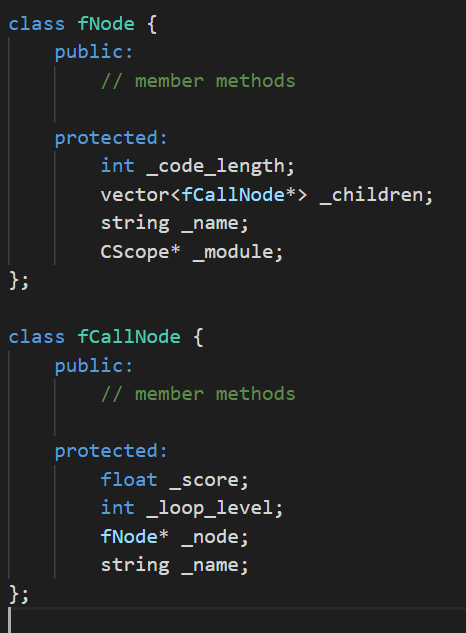 class fNode {
    public:
        // member methods

    protected:
        int _code_length;
        vector<fCallNode*> _children;
        string _name;
        CScope* _module;
};

class fCallNode {
    public:
        // member methods

    protected:
        float _score;
        int _loop_level;
        fNode* _node;
        string _name;
};